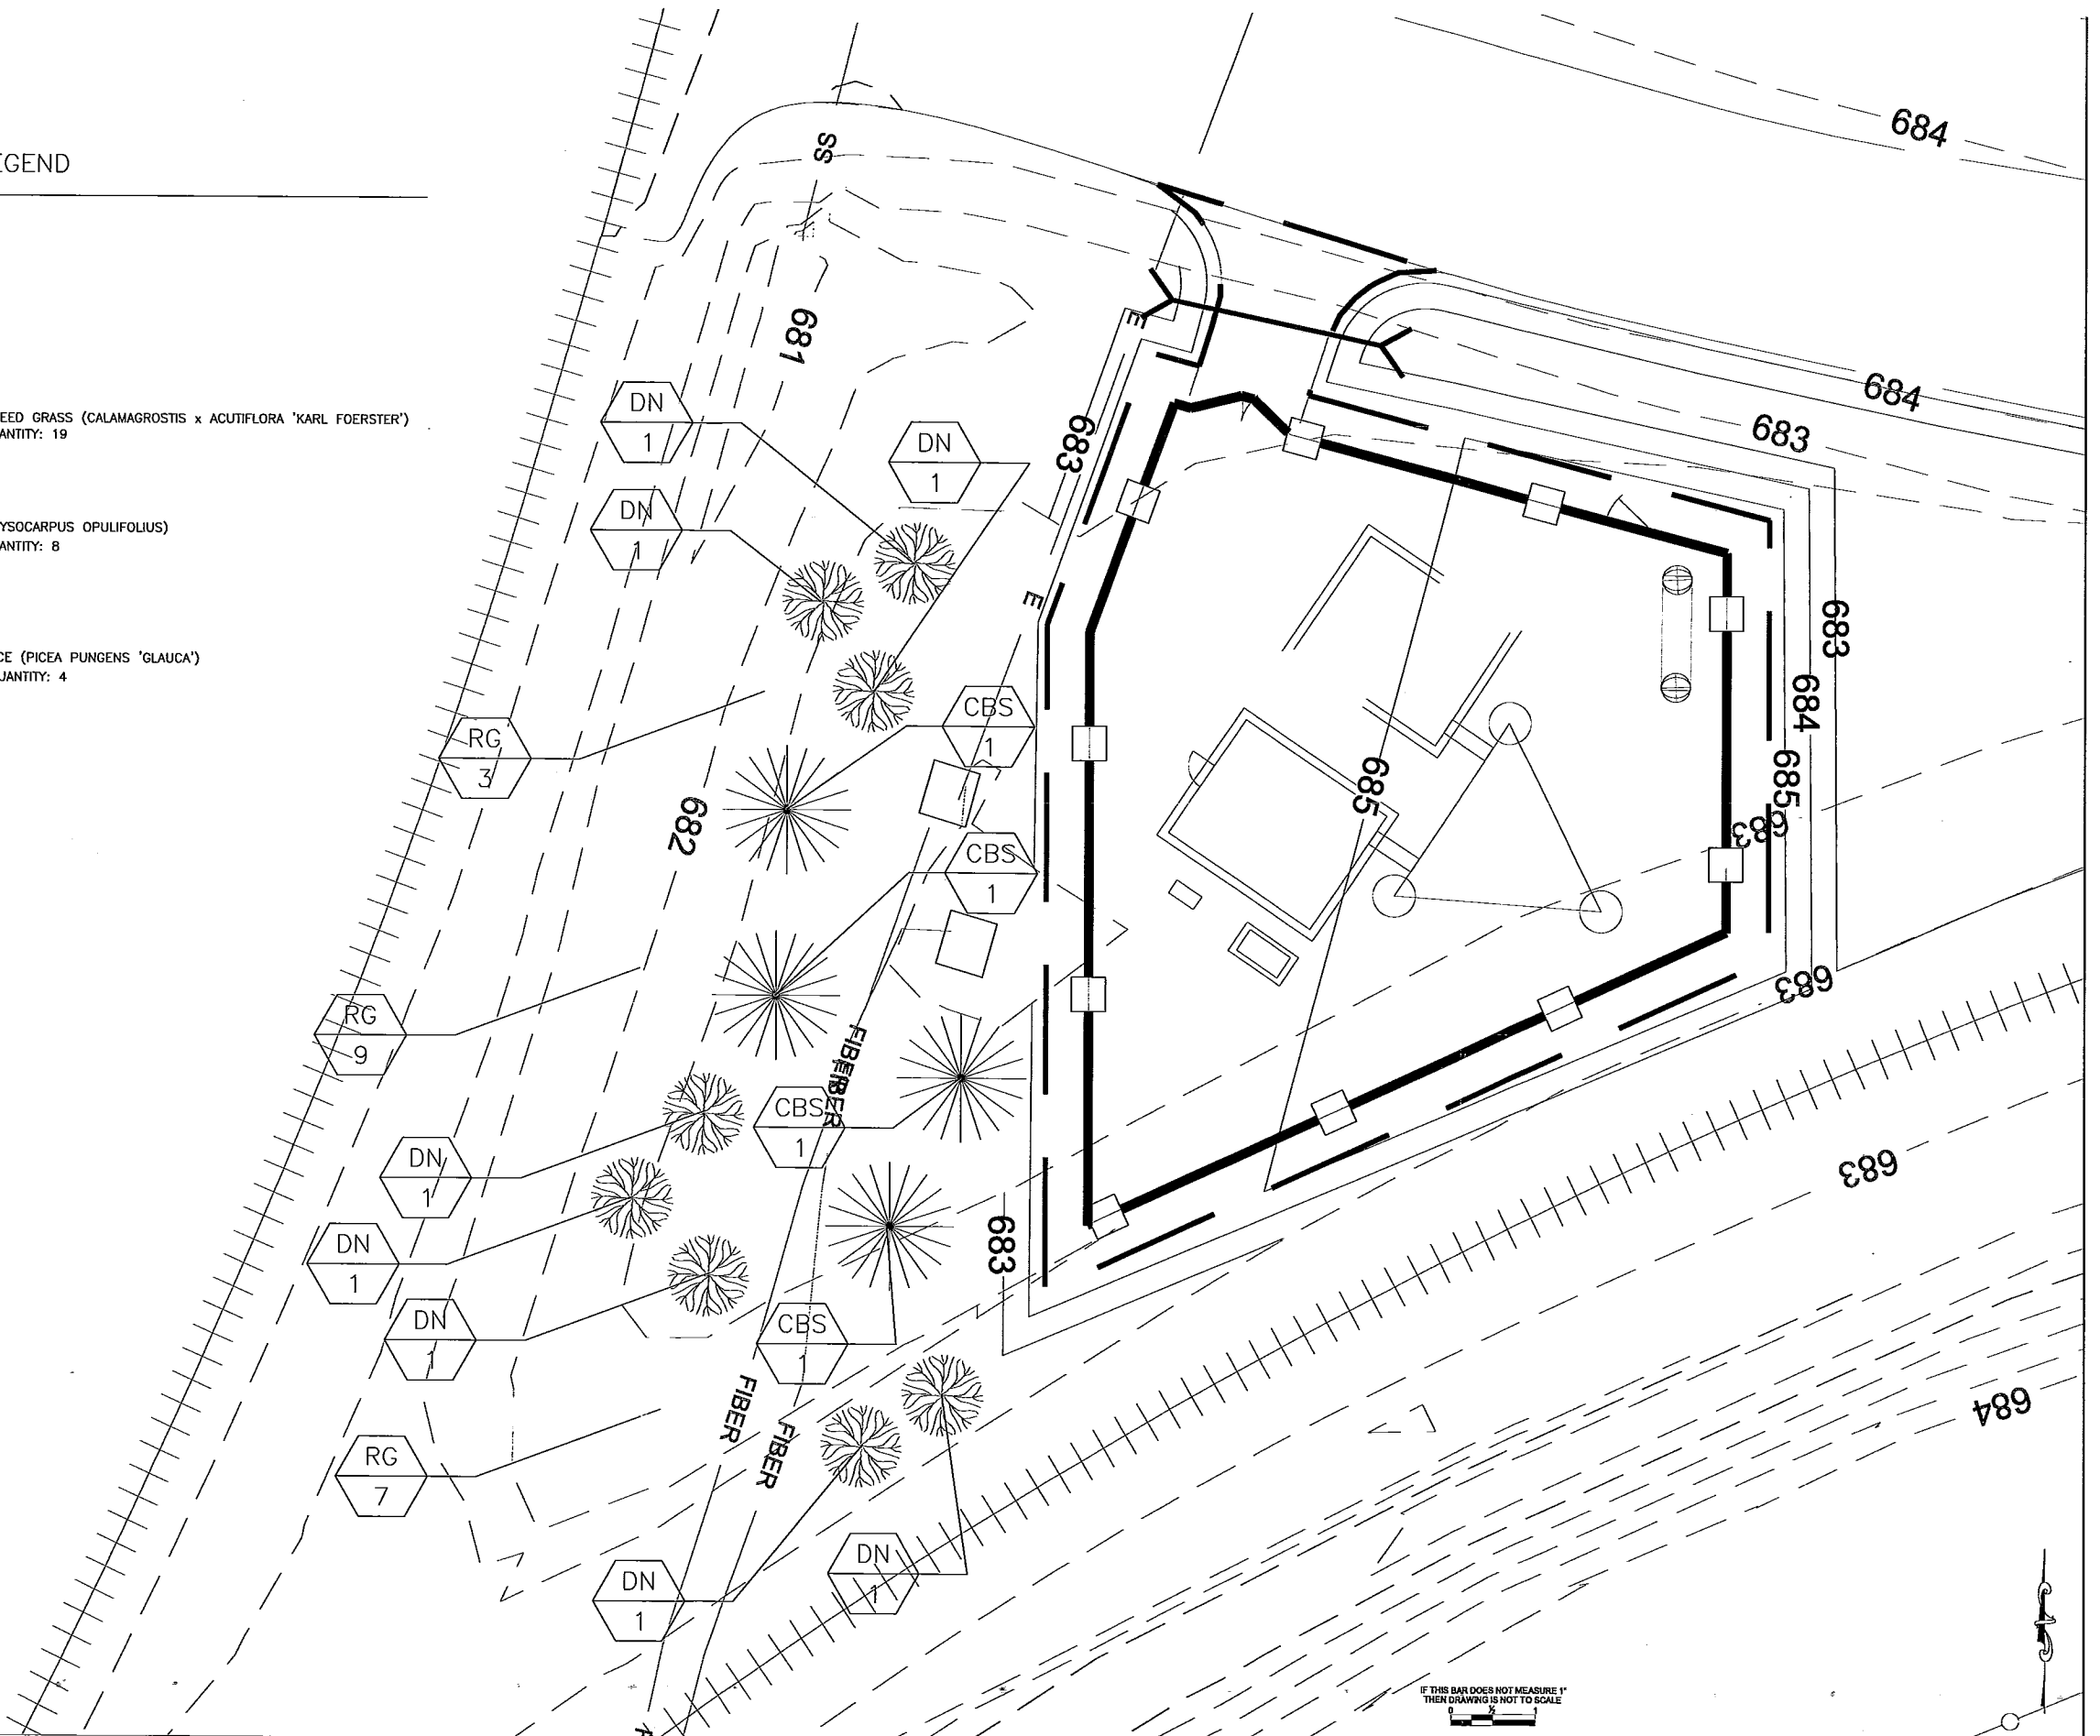 EGEND
EED GRASS (CALAMAGROSTIS x ACUTIFLORA 'KARL FOERSTER')
ANTITY: 19
YSOCARPUS OPULIFOLIUS)
ANTITY: 8
CE (PICEA PUNGENS 'GLAUCA')
UANTITY: 4
SS
684
681
E
684
683
683
DN
1
DN
1
DN
1
E
683
684
685
683
685
RG
3
CBS
1
682
CBS
1
683
RG
9
FIBER
FIBER
CBS
1
DN
1
683
683
DN
1
DN
1
CBS
1
684
FIBER
FIBER
RG
7
DN
1
DN
1
IF THIS BAR DOES NOT MEASURE 1"
THEN DRAWING IS NOT TO SCALE
0 ½ 1